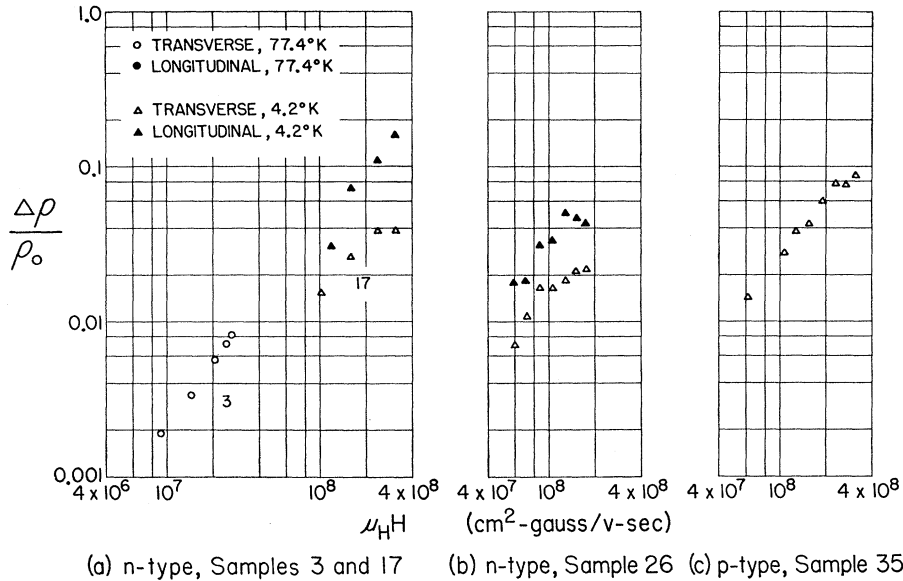 1.0
○ TRANSVERSE, 77.4°K
● LONGITUDINAL, 77.4°K
△ TRANSVERSE, 4.2°K
▲ LONGITUDINAL, 4.2°K
0.1
Δρ
ρ₀
17
0.01
3
0.001
4 x 10⁶ 10⁷ 10⁸ 4 x 10⁸
4 x 10⁷ 10⁸ 4 x 10⁸
4 x 10⁷ 10⁸ 4 x 10⁸
μ_H H (cm²-gauss/v-sec)
(a) n-type, Samples 3 and 17
(b) n-type, Sample 26
(c) p-type, Sample 35